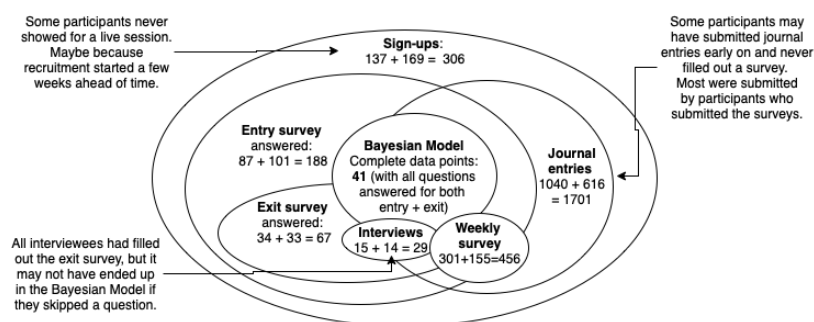 Some participants never
showed for a live session.
Maybe because
recruitment started a few
weeks ahead of time.
Sign-ups:
137 + 169 = 306
Some participants may
have submitted journal
entries early on and never
filled out a survey.
Most were submitted
by participants who
submitted the surveys.
Entry survey
answered:
87 + 101 = 188
Bayesian Model
Complete data points:
41 (with all questions
answered for both
entry + exit)
Journal
entries
1040 + 616
= 1701
Exit survey
answered:
34 + 33 = 67
Interviews
15 + 14 = 29
Weekly
survey
301+155=456
All interviewees had filled
out the exit survey, but it
may not have ended up
in the Bayesian Model if
they skipped a question.